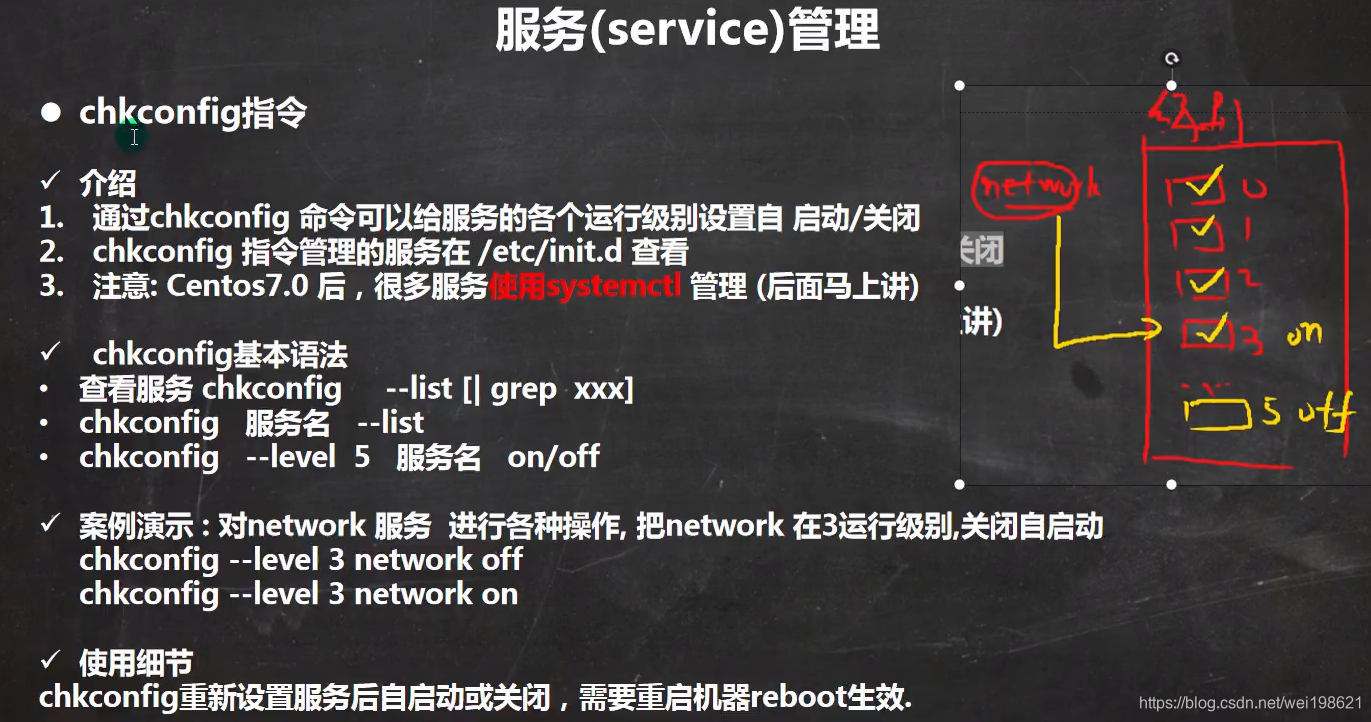 服务(service)管理
● chkconfig指令
✓ 介绍
1. 通过chkconfig 命令可以给服务的各个运行级别设置自 启动/关闭
2. chkconfig 指令管理的服务在 /etc/init.d 查看
3. 注意: Centos7.0 后，很多服务使用systemctl 管理 (后面马上讲)
✓ chkconfig基本语法
• 查看服务 chkconfig --list [| grep xxx]
• chkconfig 服务名 --list
• chkconfig --level 5 服务名 on/off
✓ 案例演示 : 对network 服务 进行各种操作, 把network 在3运行级别,关闭自启动
chkconfig --level 3 network off
chkconfig --level 3 network on
✓ 使用细节
chkconfig重新设置服务后自启动或关闭，需要重启机器reboot生效.
关闭
讲)
network
0
1
2
3 on
5 off
https://blog.csdn.net/wei198621